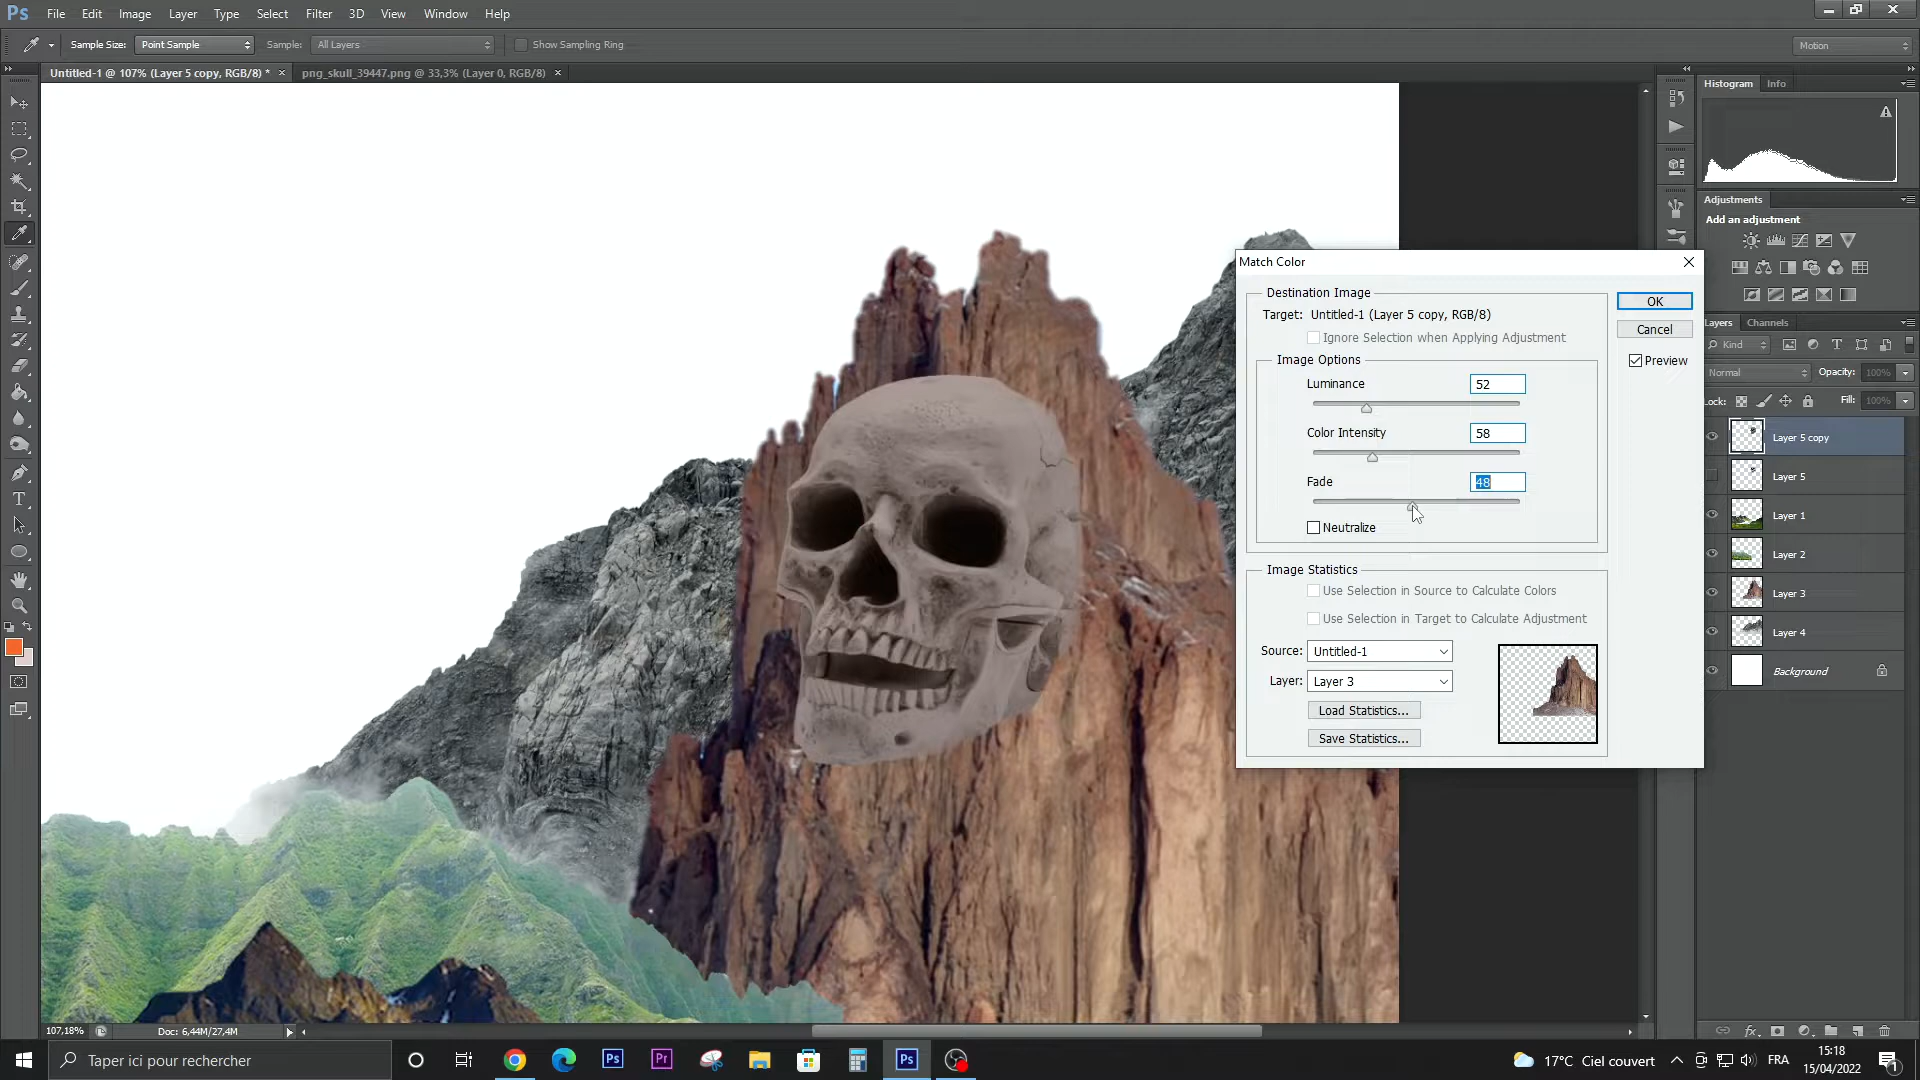 Ps File Edit Image Layer Type Select Filter 3D View Window Help
Sample Size: Point Sample Sample: All Layers Show Sampling Ring Motion
Untitled-1 @ 107% (Layer 5 copy, RGB/8) * × png_skull_39447.png @ 33,3% (Layer 0, RGB/8) ×
Histogram Info
Adjustments
Add an adjustment
Match Color
Destination Image
Target: Untitled-1 (Layer 5 copy, RGB/8)
Ignore Selection when Applying Adjustment
Image Options
Luminance 52
Color Intensity 58
Fade 48
Neutralize
Image Statistics
Use Selection in Source to Calculate Colors
Use Selection in Target to Calculate Adjustment
Source: Untitled-1
Layer: Layer 3
Load Statistics...
Save Statistics...
OK
Cancel
Preview
Layers Channels
Kind
Normal Opacity: 100%
Lock: Fill: 100%
Layer 5 copy
Layer 5
Layer 1
Layer 2
Layer 3
Layer 4
Background
107,18% Doc: 6,44M/27,4M
Taper ici pour rechercher
Ps Pr Ps
17°C Ciel couvert FRA 15:18
15/04/2022
1